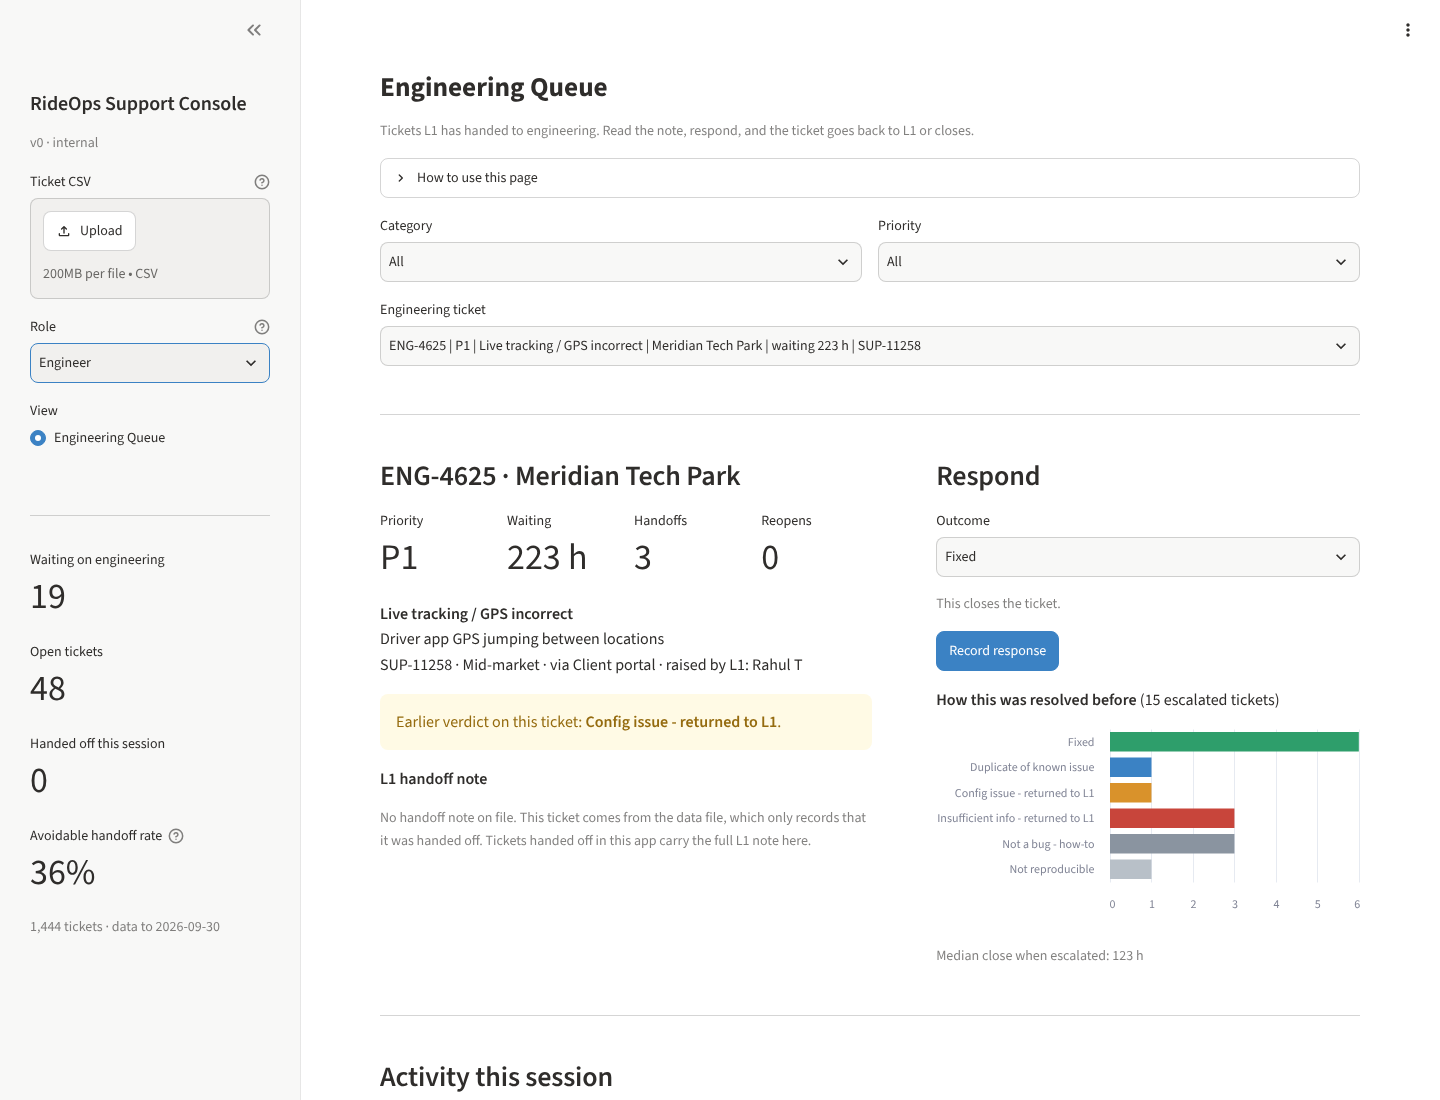 RideOps Support Console
v0 · internal
Ticket CSV
Upload
200MB per file • CSV
Role
Engineer
View
Engineering Queue
Waiting on engineering
19
Open tickets
48
Handed off this session
0
Avoidable handoff rate
36%
1,444 tickets · data to 2026-09-30
Engineering Queue
Tickets L1 has handed to engineering. Read the note, respond, and the ticket goes back to L1 or closes.
How to use this page
Category
All
Priority
All
Engineering ticket
ENG-4625 | P1 | Live tracking / GPS incorrect | Meridian Tech Park | waiting 223 h | SUP-11258
ENG-4625 · Meridian Tech Park
Priority
P1
Waiting
223 h
Handoffs
3
Reopens
0
Live tracking / GPS incorrect
Driver app GPS jumping between locations
SUP-11258 · Mid-market · via Client portal · raised by L1: Rahul T
Earlier verdict on this ticket: Config issue - returned to L1.
L1 handoff note
No handoff note on file. This ticket comes from the data file, which only records that
it was handed off. Tickets handed off in this app carry the full L1 note here.
Respond
Outcome
Fixed
This closes the ticket.
Record response
How this was resolved before (15 escalated tickets)
Fixed
Duplicate of known issue
Config issue - returned to L1
Insufficient info - returned to L1
Not a bug - how-to
Not reproducible
0 1 2 3 4 5 6
Median close when escalated: 123 h
Activity this session